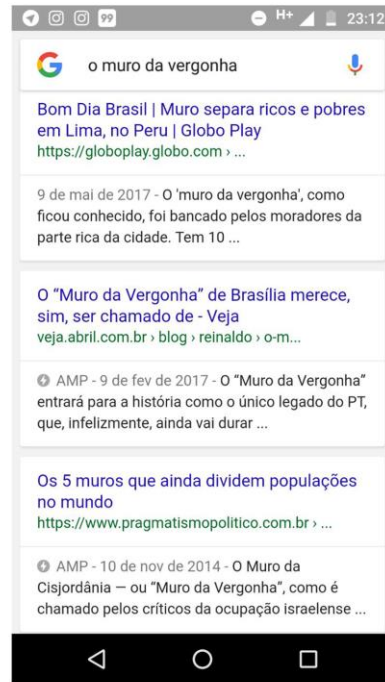 99 H+ 23:12
G o muro da vergonha
Bom Dia Brasil | Muro separa ricos e pobres
em Lima, no Peru | Globo Play
https://globoplay.globo.com › ...
9 de mai de 2017 - O 'muro da vergonha', como
ficou conhecido, foi bancado pelos moradores da
parte rica da cidade. Tem 10 ...
O “Muro da Vergonha” de Brasília merece,
sim, ser chamado de - Veja
veja.abril.com.br › blog › reinaldo › o-m...
AMP - 9 de fev de 2017 - O “Muro da Vergonha”
entrará para a história como o único legado do PT,
que, infelizmente, ainda vai durar ...
Os 5 muros que ainda dividem populações
no mundo
https://www.pragmatismopolitico.com.br › ...
AMP - 10 de nov de 2014 - O Muro da
Cisjordânia — ou “Muro da Vergonha”, como é
chamado pelos críticos da ocupação israelense ...